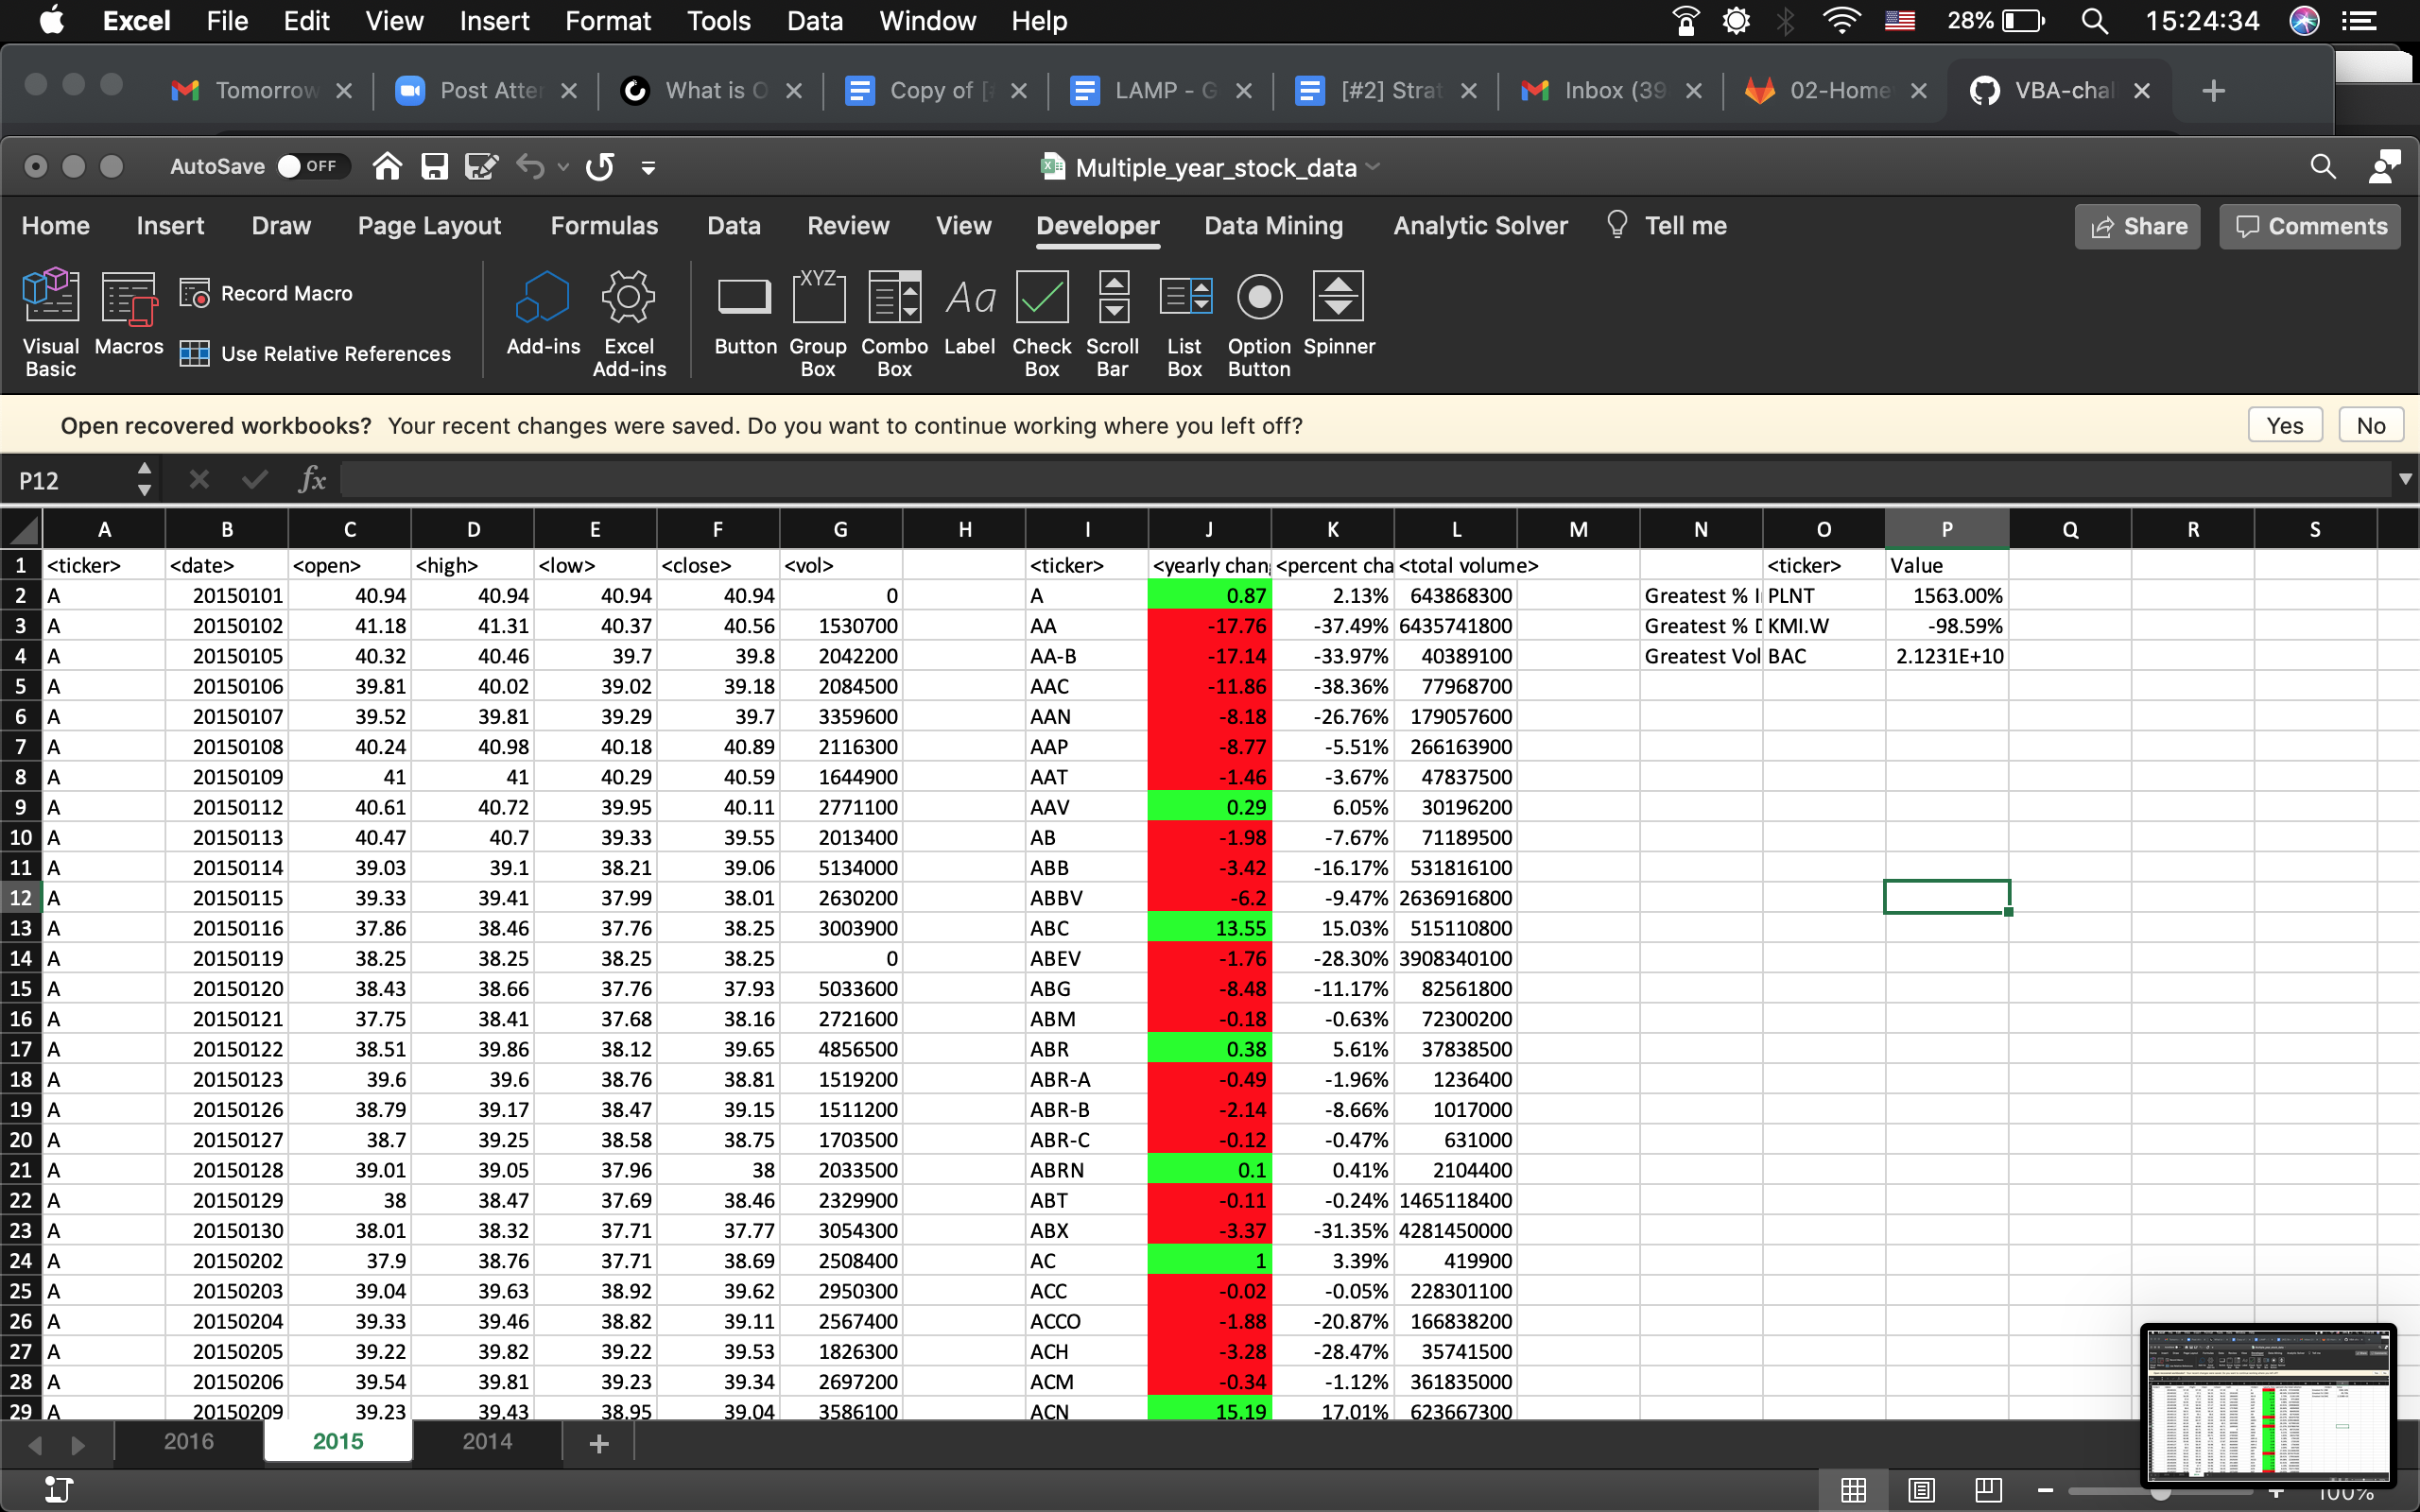 Excel File Edit View Insert Format Tools Data Window Help 28% 15:24:34
Tomorrow Post Atter What is O Copy of [ LAMP - G [#2] Strat Inbox (39 02-Home VBA-chal
AutoSave OFF Multiple_year_stock_data
Home Insert Draw Page Layout Formulas Data Review View Developer Data Mining Analytic Solver Tell me Share Comments
Visual Basic Macros Record Macro Use Relative References Add-ins Excel Add-ins Button XYZ Group Box Combo Box Aa Label Check Box Scroll Bar List Box Option Button Spinner
Open recovered workbooks? Your recent changes were saved. Do you want to continue working where you left off? Yes No
P12 fx
A B C D E F G H I J K L M N O P Q R S
1 <ticker> <date> <open> <high> <low> <close> <vol> <ticker> <yearly chan <percent cha <total volume> <ticker> Value
2 A 20150101 40.94 40.94 40.94 40.94 0 A 0.87 2.13% 643868300 Greatest % I PLNT 1563.00%
3 A 20150102 41.18 41.31 40.37 40.56 1530700 AA -17.76 -37.49% 6435741800 Greatest % D KMI.W -98.59%
4 A 20150105 40.32 40.46 39.7 39.8 2042200 AA-B -17.14 -33.97% 40389100 Greatest Vol BAC 2.1231E+10
5 A 20150106 39.81 40.02 39.02 39.18 2084500 AAC -11.86 -38.36% 77968700
6 A 20150107 39.52 39.81 39.29 39.7 3359600 AAN -8.18 -26.76% 179057600
7 A 20150108 40.24 40.98 40.18 40.89 2116300 AAP -8.77 -5.51% 266163900
8 A 20150109 41 41 40.29 40.59 1644900 AAT -1.46 -3.67% 47837500
9 A 20150112 40.61 40.72 39.95 40.11 2771100 AAV 0.29 6.05% 30196200
10 A 20150113 40.47 40.7 39.33 39.55 2013400 AB -1.98 -7.67% 71189500
11 A 20150114 39.03 39.1 38.21 39.06 5134000 ABB -3.42 -16.17% 531816100
12 A 20150115 39.33 39.41 37.99 38.01 2630200 ABBV -6.2 -9.47% 2636916800
13 A 20150116 37.86 38.46 37.76 38.25 3003900 ABC 13.55 15.03% 515110800
14 A 20150119 38.25 38.25 38.25 38.25 0 ABEV -1.76 -28.30% 3908340100
15 A 20150120 38.43 38.66 37.76 37.93 5033600 ABG -8.48 -11.17% 82561800
16 A 20150121 37.75 38.41 37.68 38.16 2721600 ABM -0.18 -0.63% 72300200
17 A 20150122 38.51 39.86 38.12 39.65 4856500 ABR 0.38 5.61% 37838500
18 A 20150123 39.6 39.6 38.76 38.81 1519200 ABR-A -0.49 -1.96% 1236400
19 A 20150126 38.79 39.17 38.47 39.15 1511200 ABR-B -2.14 -8.66% 1017000
20 A 20150127 38.7 39.25 38.58 38.75 1703500 ABR-C -0.12 -0.47% 631000
21 A 20150128 39.01 39.05 37.96 38 2033500 ABRN 0.1 0.41% 2104400
22 A 20150129 38 38.47 37.69 38.46 2329900 ABT -0.11 -0.24% 1465118400
23 A 20150130 38.01 38.32 37.71 37.77 3054300 ABX -3.37 -31.35% 4281450000
24 A 20150202 37.9 38.76 37.71 38.69 2508400 AC 1 3.39% 419900
25 A 20150203 39.04 39.63 38.92 39.62 2950300 ACC -0.02 -0.05% 228301100
26 A 20150204 39.33 39.46 38.82 39.11 2567400 ACCO -1.88 -20.87% 166838200
27 A 20150205 39.22 39.82 39.22 39.53 1826300 ACH -3.28 -28.47% 35741500
28 A 20150206 39.54 39.81 39.23 39.34 2697200 ACM -0.34 -1.12% 361835000
29 A 20150209 39.23 39.43 38.95 39.04 3586100 ACN 15.19 17.01% 623667300
2016 2015 2014
100%